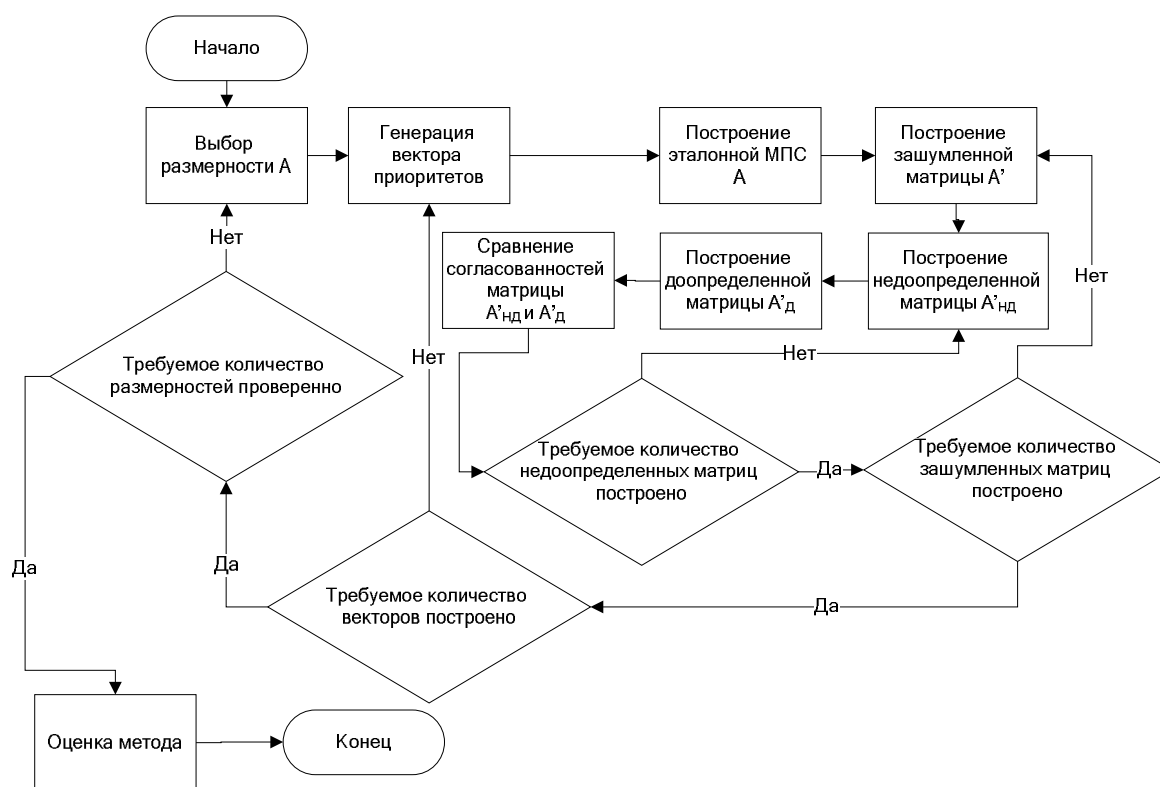 Начало
Выбор
размерности А
Генерация
вектора
приоритетов
Построение
эталонной МПС
А
Построение
зашумленной
матрицы А’
Нет
Сравнение
согласованностей
матрицы
А’нд и А’д
Построение
доопределенной
матрицы А’д
Построение
недоопределенной
матрицы А’нд
Нет
Нет
Нет
Требуемое количество
размерностей проверенно
Требуемое количество
недоопределенных матриц
построено
Да
Требуемое количество
зашумленных матриц
построено
Да
Да
Требуемое количество
векторов построено
Да
Оценка метода
Конец